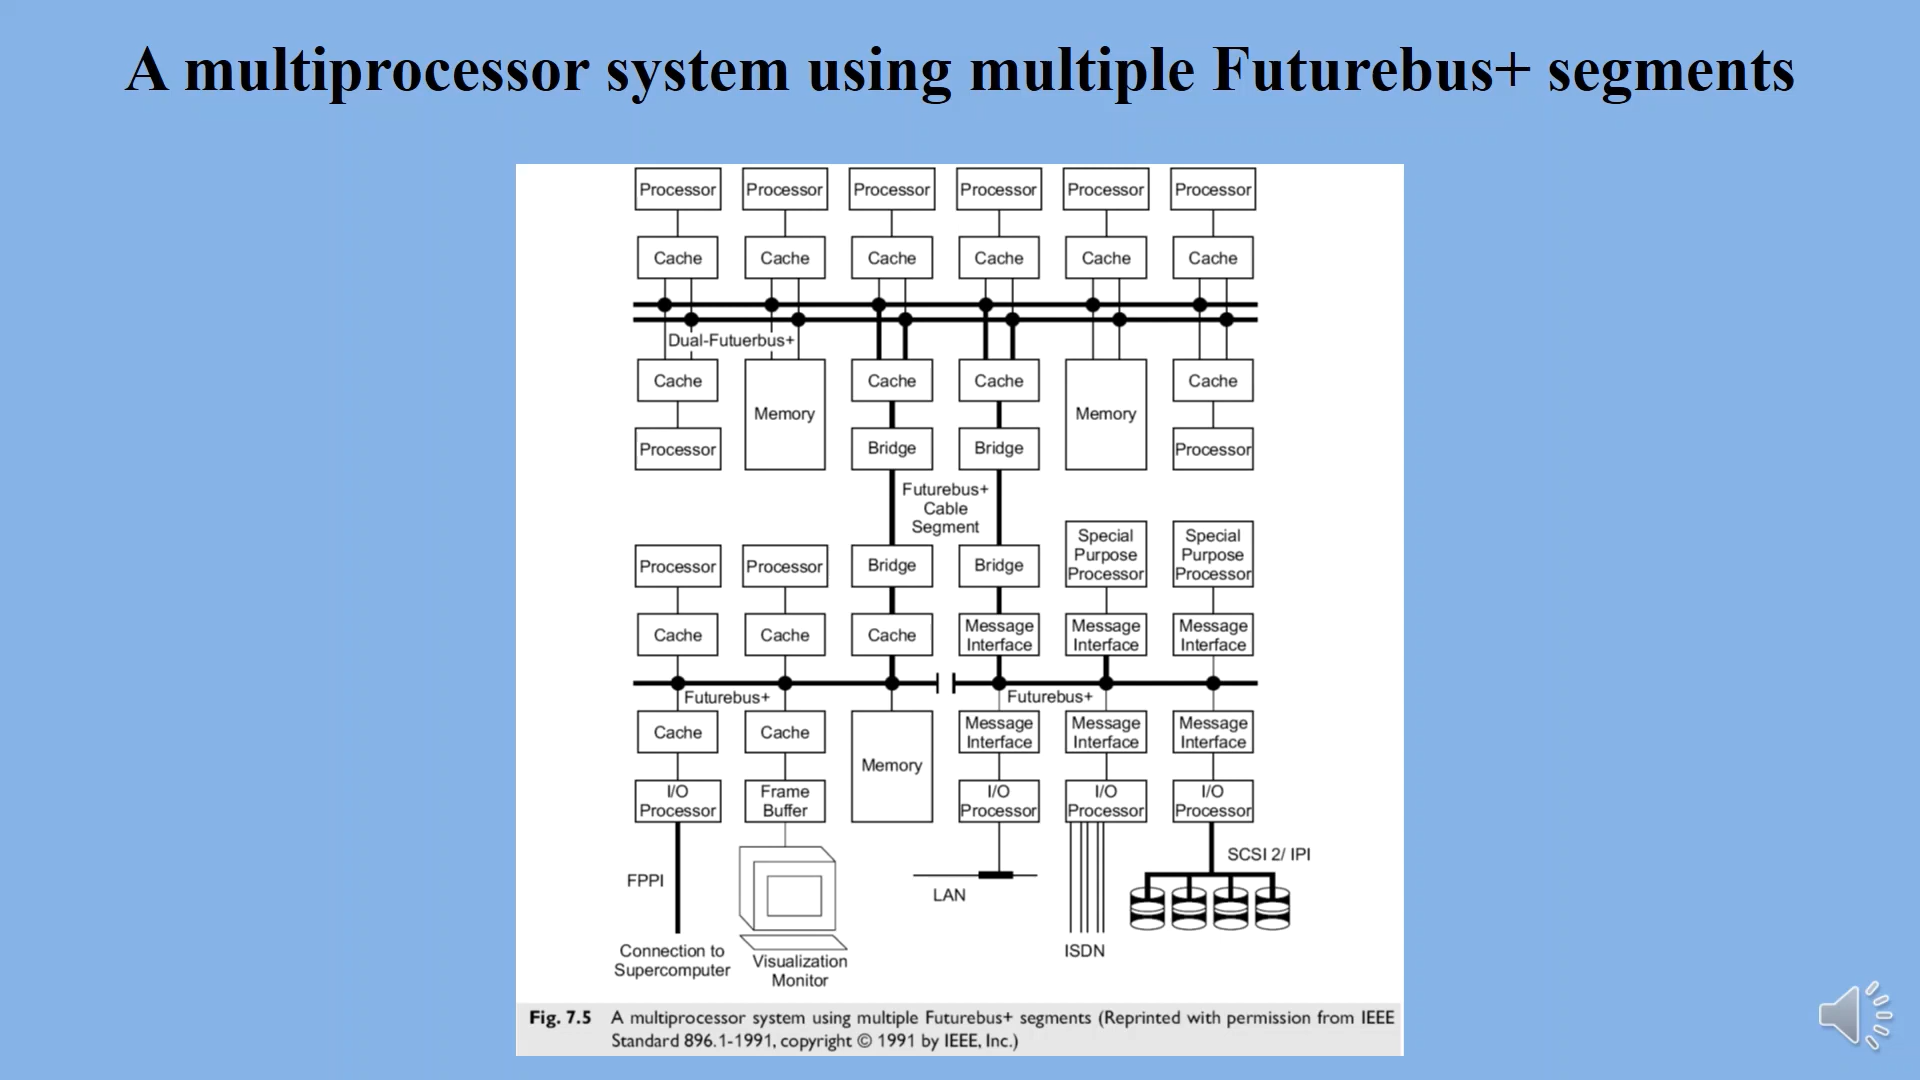 A multiprocessor system using multiple Futurebus+ segments
Processor Processor Processor Processor Processor Processor
Cache Cache Cache Cache Cache Cache
Dual-Futuerbus+
Cache Cache Cache Cache
Memory Memory
Bridge Bridge
Processor Processor
Futurebus+
Cable
Segment
Special Special
Purpose Purpose
Processor Processor
Processor Processor Bridge Bridge
Cache Cache Cache
Message Message Message
Interface Interface Interface
Futurebus+ Futurebus+
Cache Cache
Message Message Message
Interface Interface Interface
Memory
I/O Frame I/O I/O I/O
Processor Buffer Processor Processor Processor
SCSI 2/ IPI
FPPI
LAN
Connection to
Supercomputer
Visualization
Monitor
ISDN
Fig. 7.5 A multiprocessor system using multiple Futurebus+ segments (Reprinted with permission from IEEE
Standard 896.1-1991, copyright © 1991 by IEEE, Inc.)